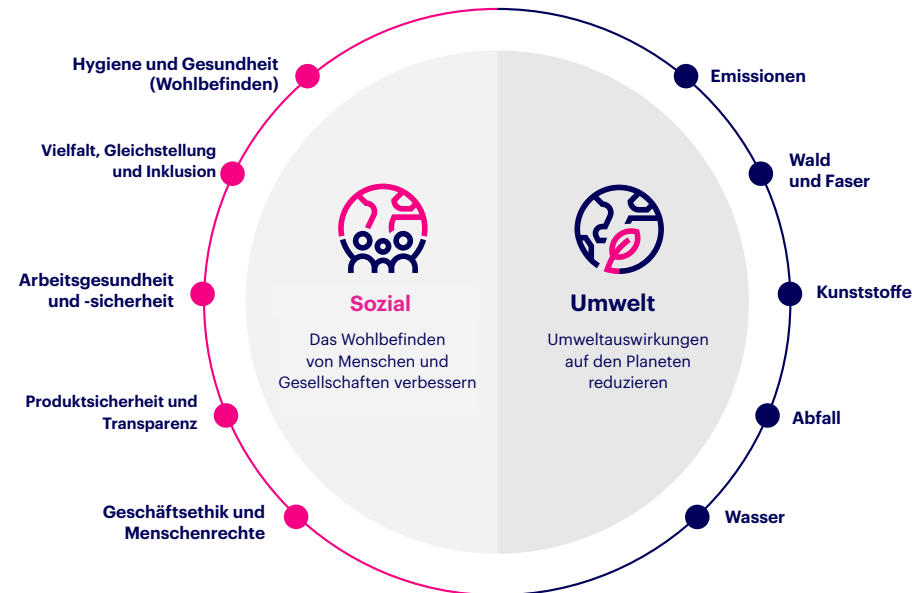 Hygiene und Gesundheit
(Wohlbefinden)
Vielfalt, Gleichstellung
und Inklusion
Arbeitsgesundheit
und -sicherheit
Produktsicherheit und
Transparenz
Geschäftsethik und
Menschenrechte
Sozial
Das Wohlbefinden
von Menschen und
Gesellschaften verbessern
Umwelt
Umweltauswirkungen
auf den Planeten
reduzieren
Emissionen
Wald
und Faser
Kunststoffe
Abfall
Wasser